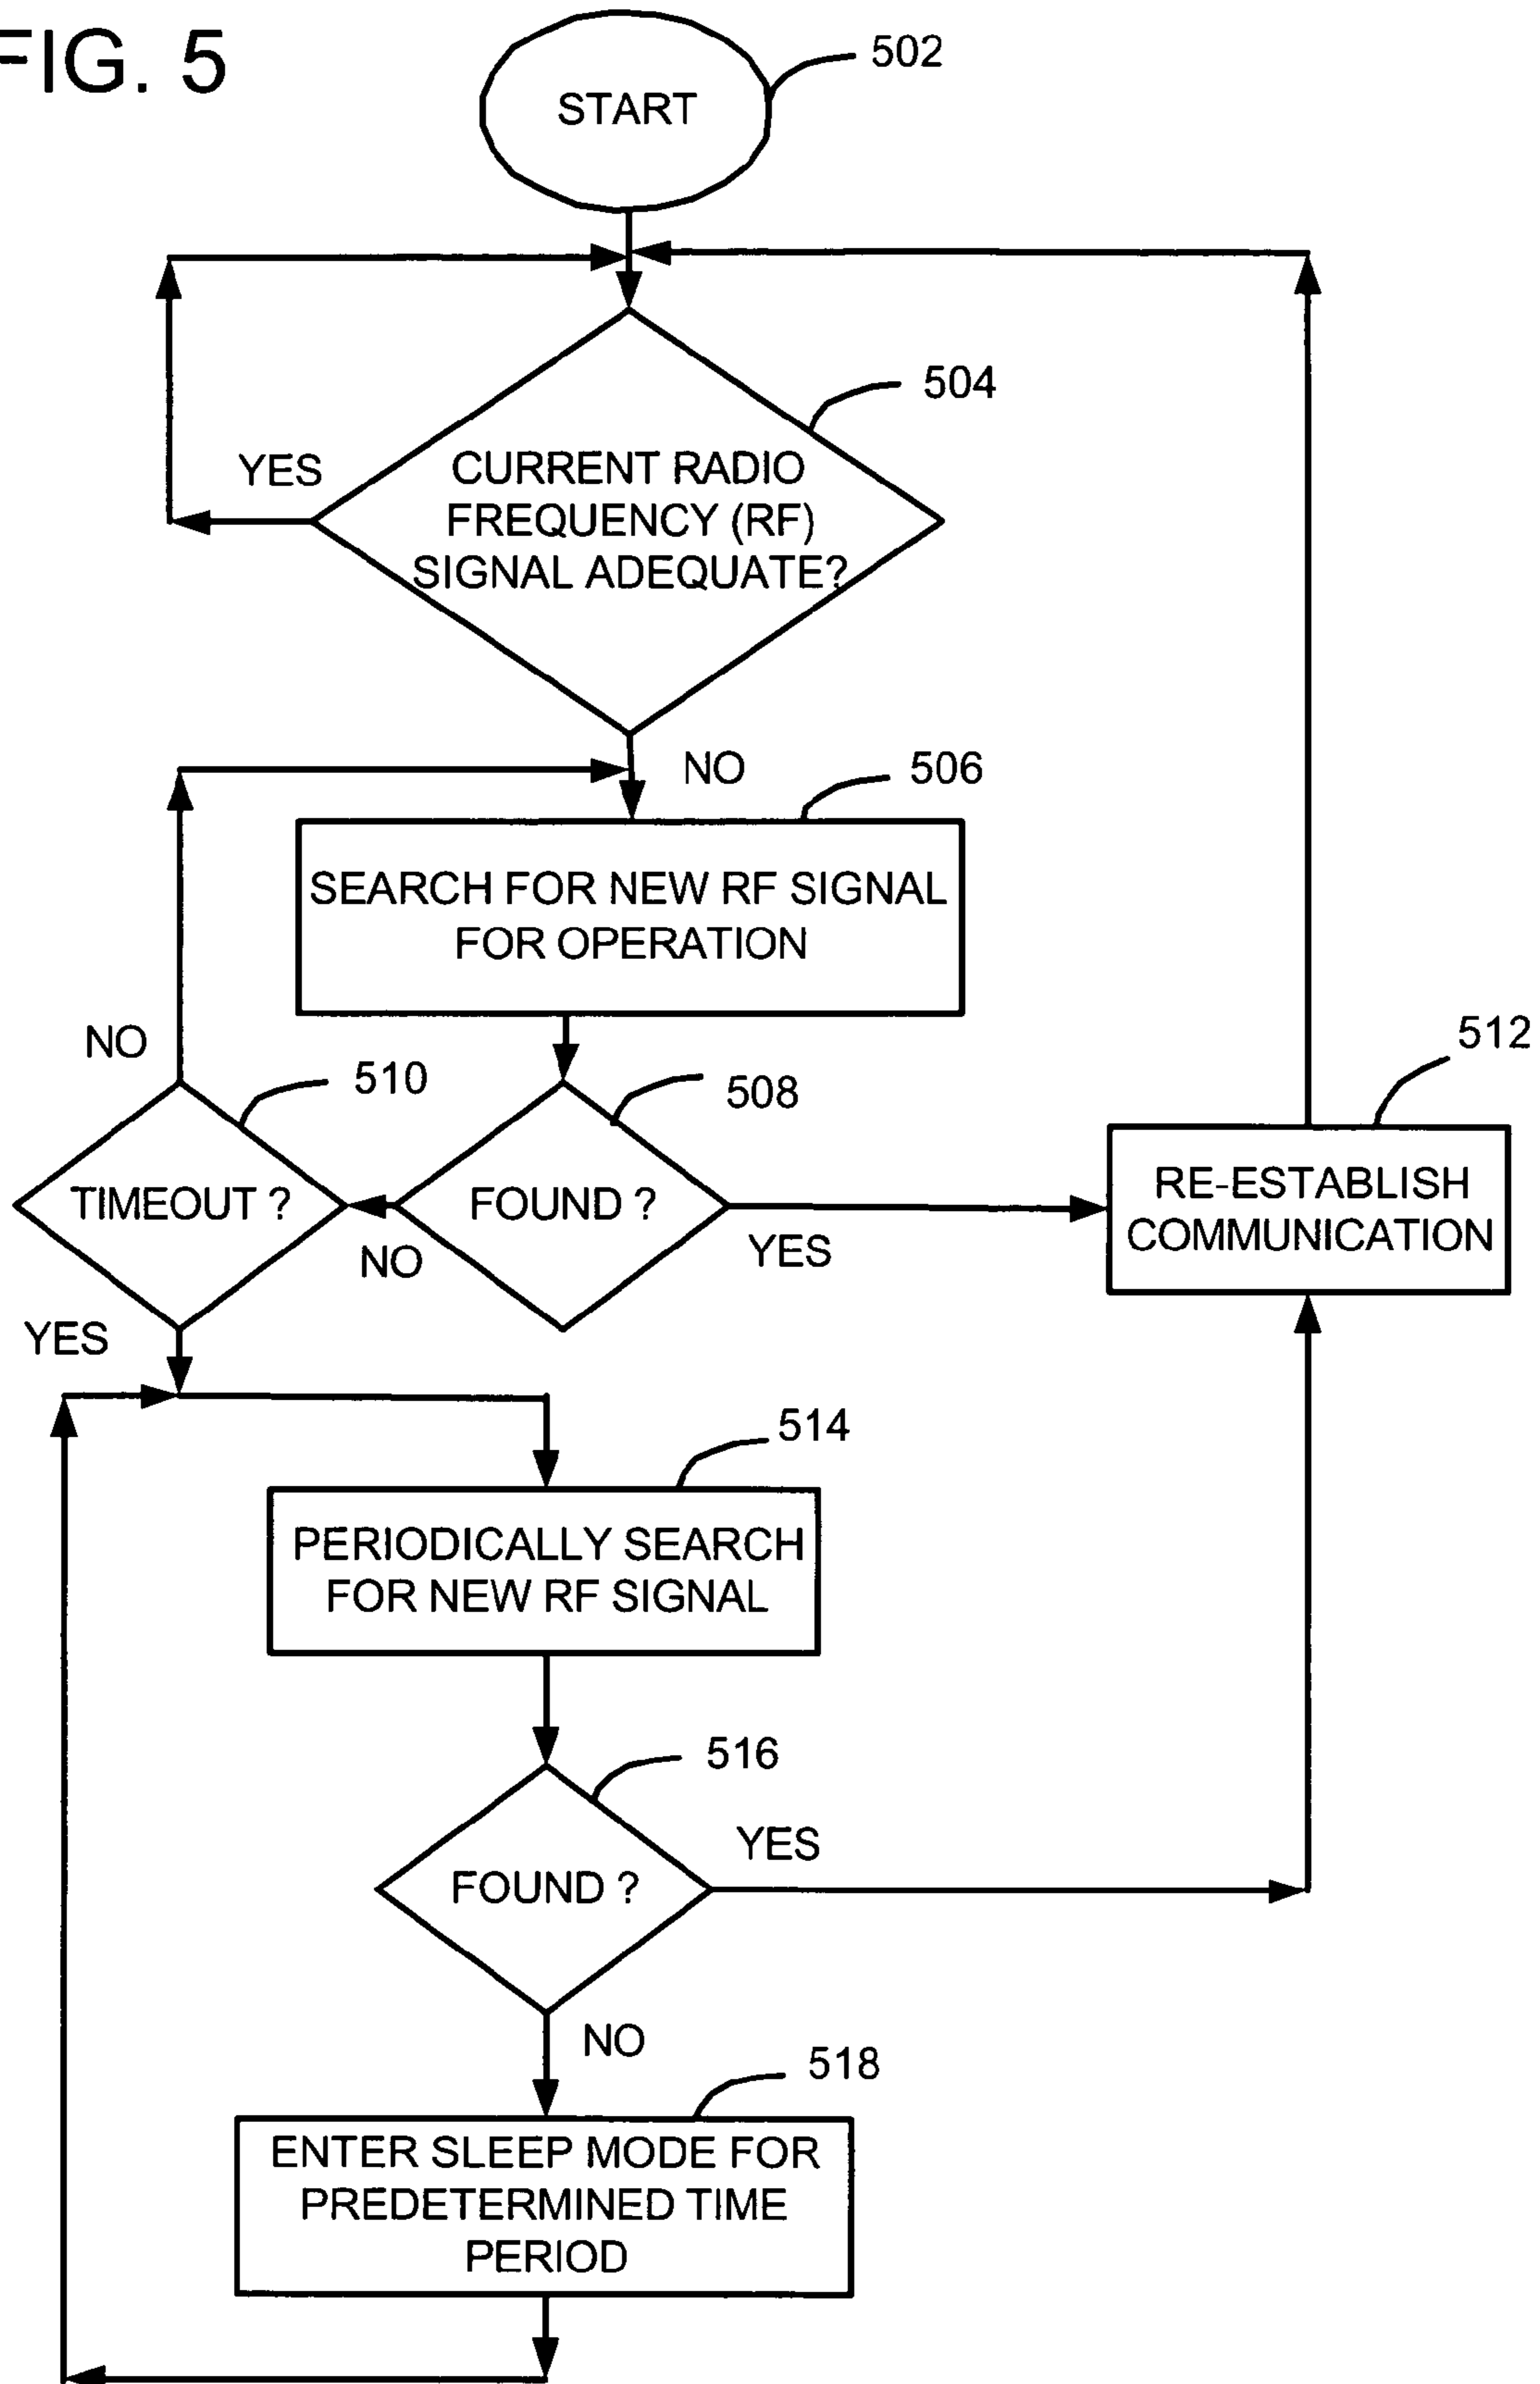 FIG. 5
502
START
504
YES
CURRENT RADIO
FREQUENCY (RF)
SIGNAL ADEQUATE?
NO
506
SEARCH FOR NEW RF SIGNAL
FOR OPERATION
NO
510
508
512
TIMEOUT ?
NO
FOUND ?
YES
RE-ESTABLISH
COMMUNICATION
YES
514
PERIODICALLY SEARCH
FOR NEW RF SIGNAL
516
YES
FOUND ?
NO
518
ENTER SLEEP MODE FOR
PREDETERMINED TIME
PERIOD